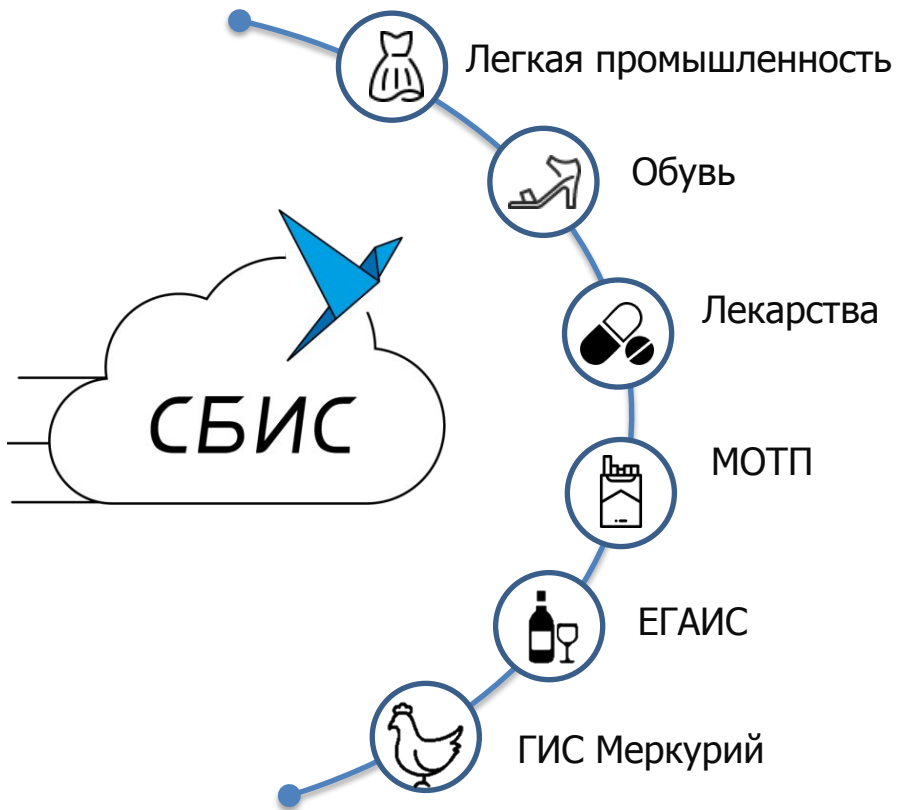 Легкая промышленность
Обувь
Лекарства
СБИС
МОТП
ЕГАИС
ГИС Меркурий